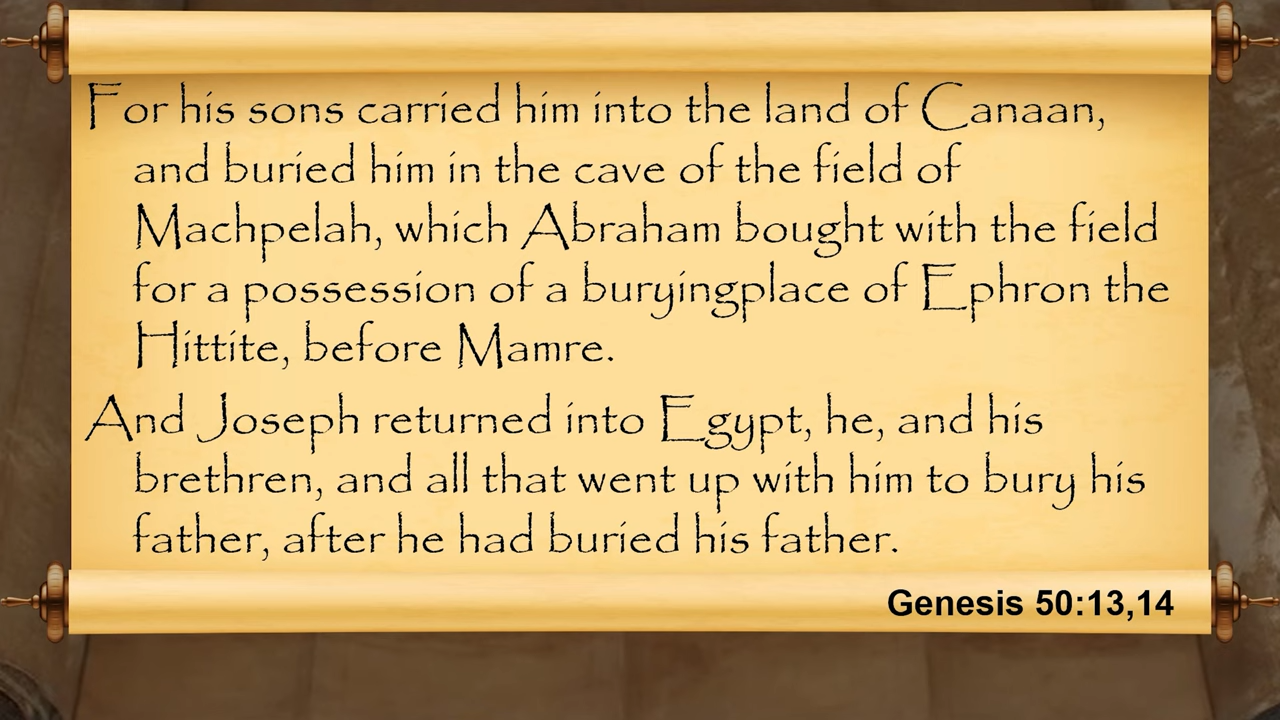 For his sons carried him into the land of Canaan,
and buried him in the cave of the field of
Machpelah, which Abraham bought with the field
for a possession of a buryingplace of Ephron the
Hittite, before Mamre.
And Joseph returned into Egypt, he, and his
brethren, and all that went up with him to bury his
father, after he had buried his father.
Genesis 50:13,14